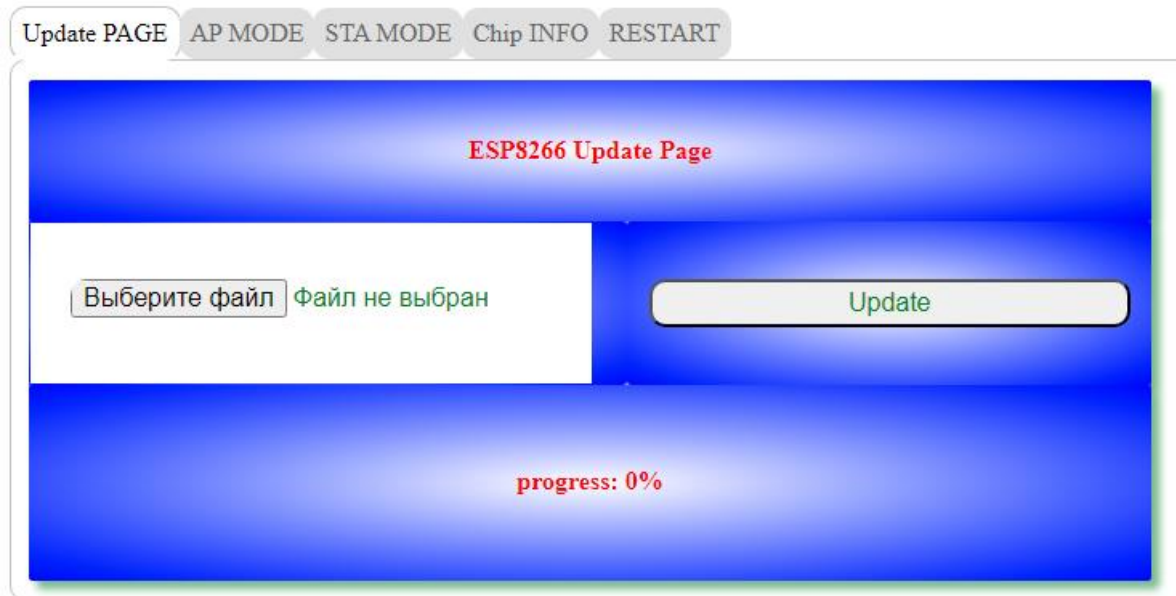 Update PAGE AP MODE STA MODE Chip INFO RESTART
ESP8266 Update Page
Выберите файл Файл не выбран Update
progress: 0%